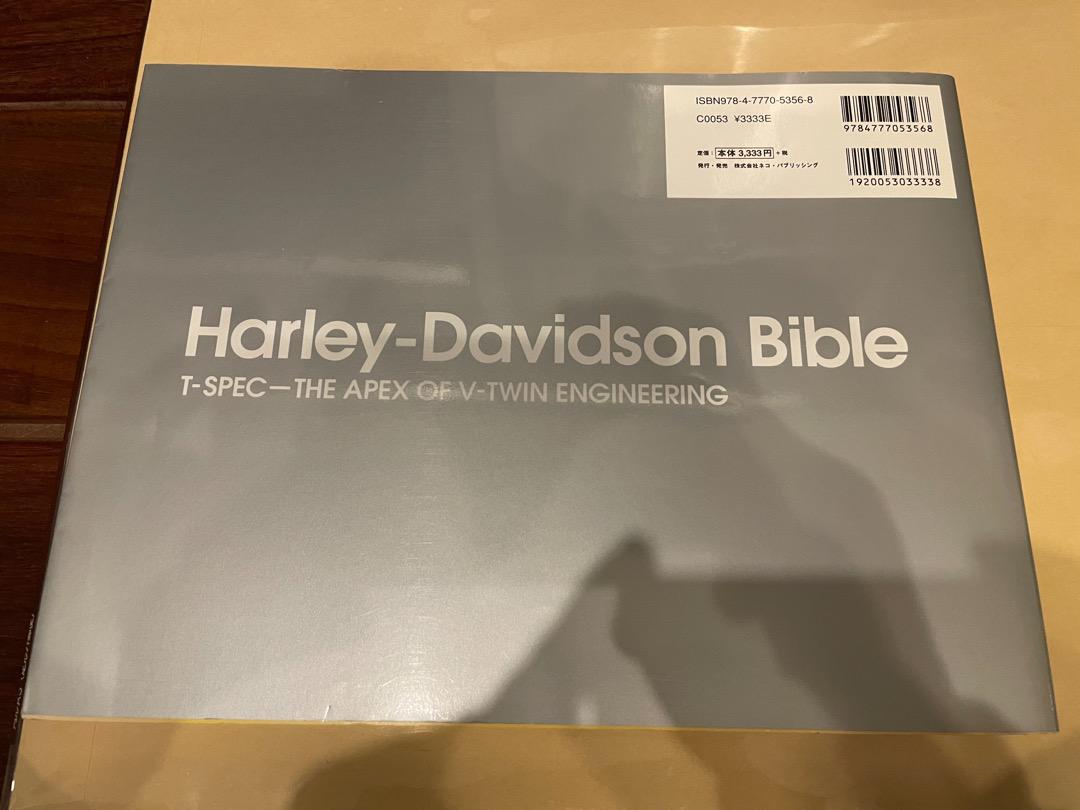 ISBN978-4-7770-5356-8
C0053 ¥3333E
9784777053568
定価：本体 3,333円＋税
発行・発売 株式会社ネコ・パブリッシング
1920053033338
Harley-Davidson Bible
T-SPEC—THE APEX OF V-TWIN ENGINEERING